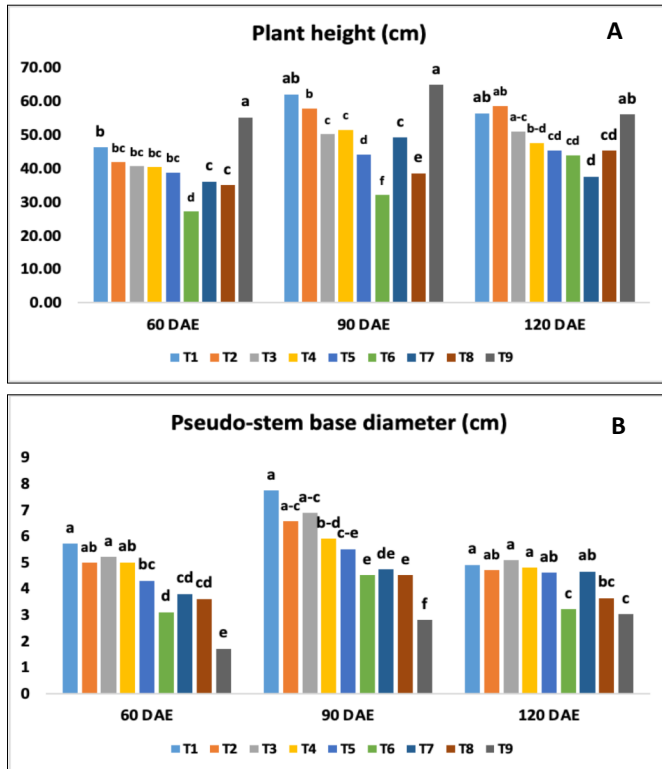 Plant height (cm) A
70.00
60.00
50.00
40.00
30.00
20.00
10.00
0.00
b bc bc bc bc d c c a
ab b c c d f c e a
ab ab a-c b-d cd cd d cd ab
60 DAE 90 DAE 120 DAE
T1 T2 T3 T4 T5 T6 T7 T8 T9
Pseudo-stem base diameter (cm) B
9
8
7
6
5
4
3
2
1
0
a ab a ab bc d cd cd e
a a-c a-c b-d c-e e de e f
a ab a a ab c ab bc c
60 DAE 90 DAE 120 DAE
T1 T2 T3 T4 T5 T6 T7 T8 T9